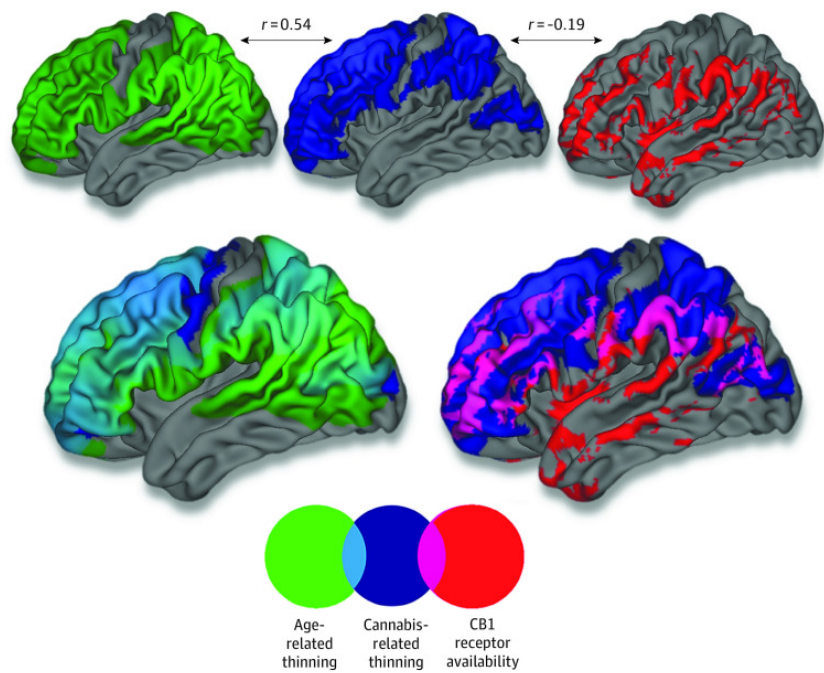 r=0.54
r=-0.19
Age-
related
thinning
Cannabis-
related
thinning
CB1
receptor
availability